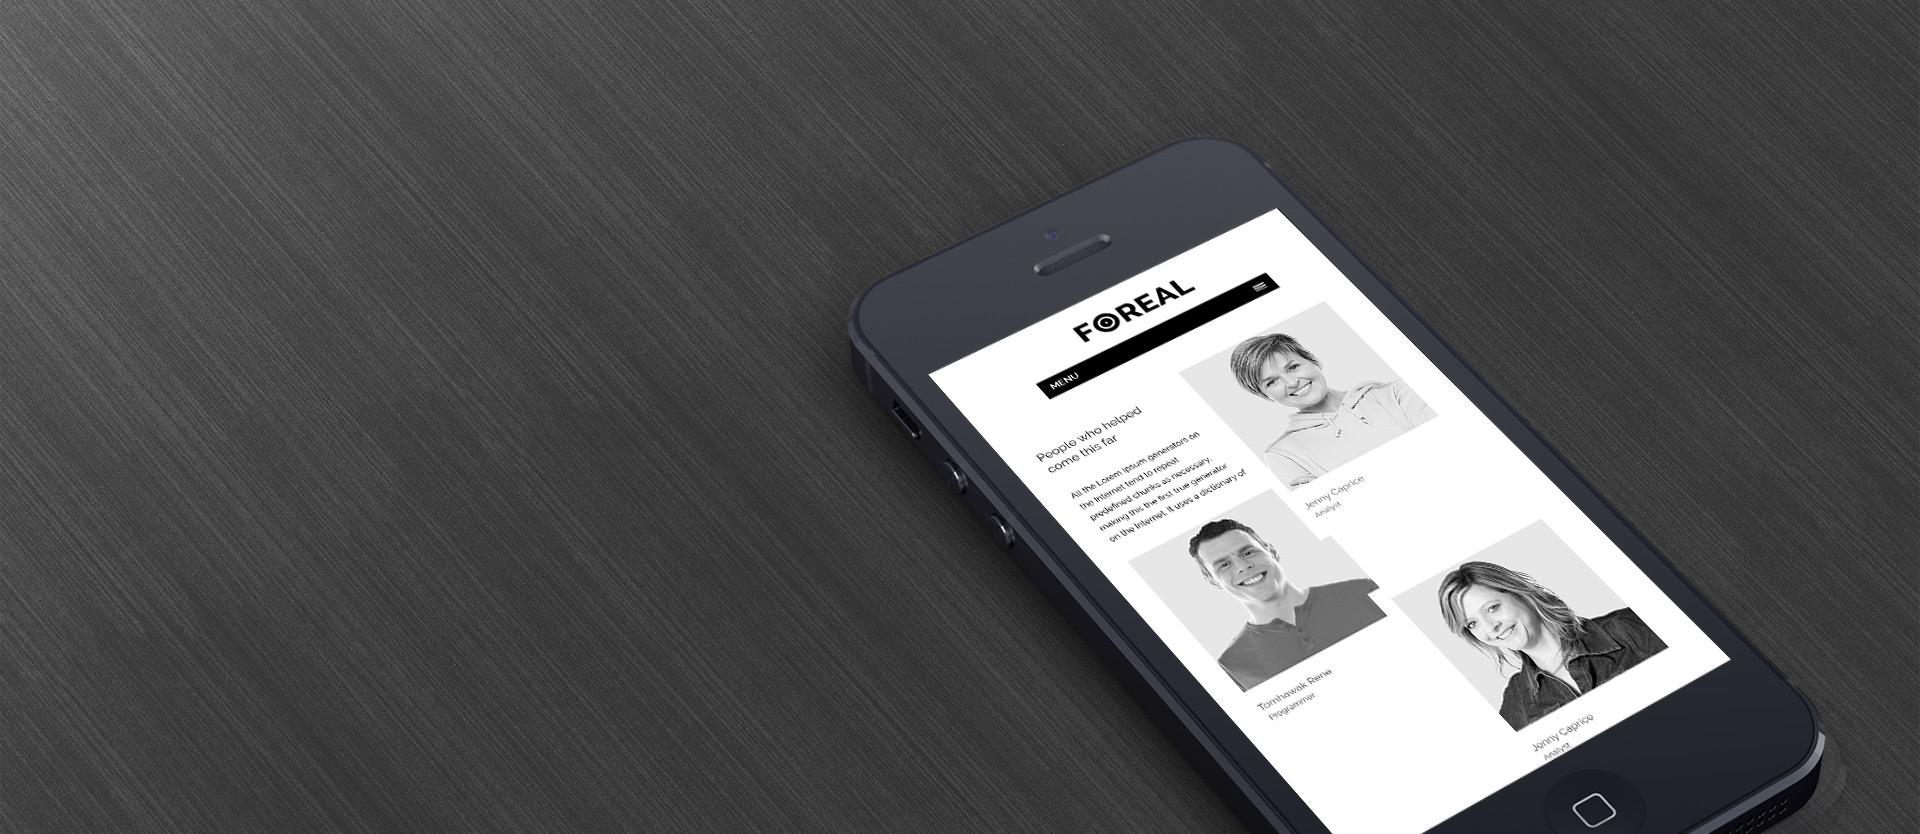 FOREAL
MENU
People who helped
come this far
All the Lorem Ipsum generators on
the Internet tend to repeat
predefined chunks as necessary,
making this the first true generator
on the Internet. It uses a dictionary of
Jenny Caprice
Analyst
Tomhawak Rene
Programmer
Jenny Caprice
Analyst